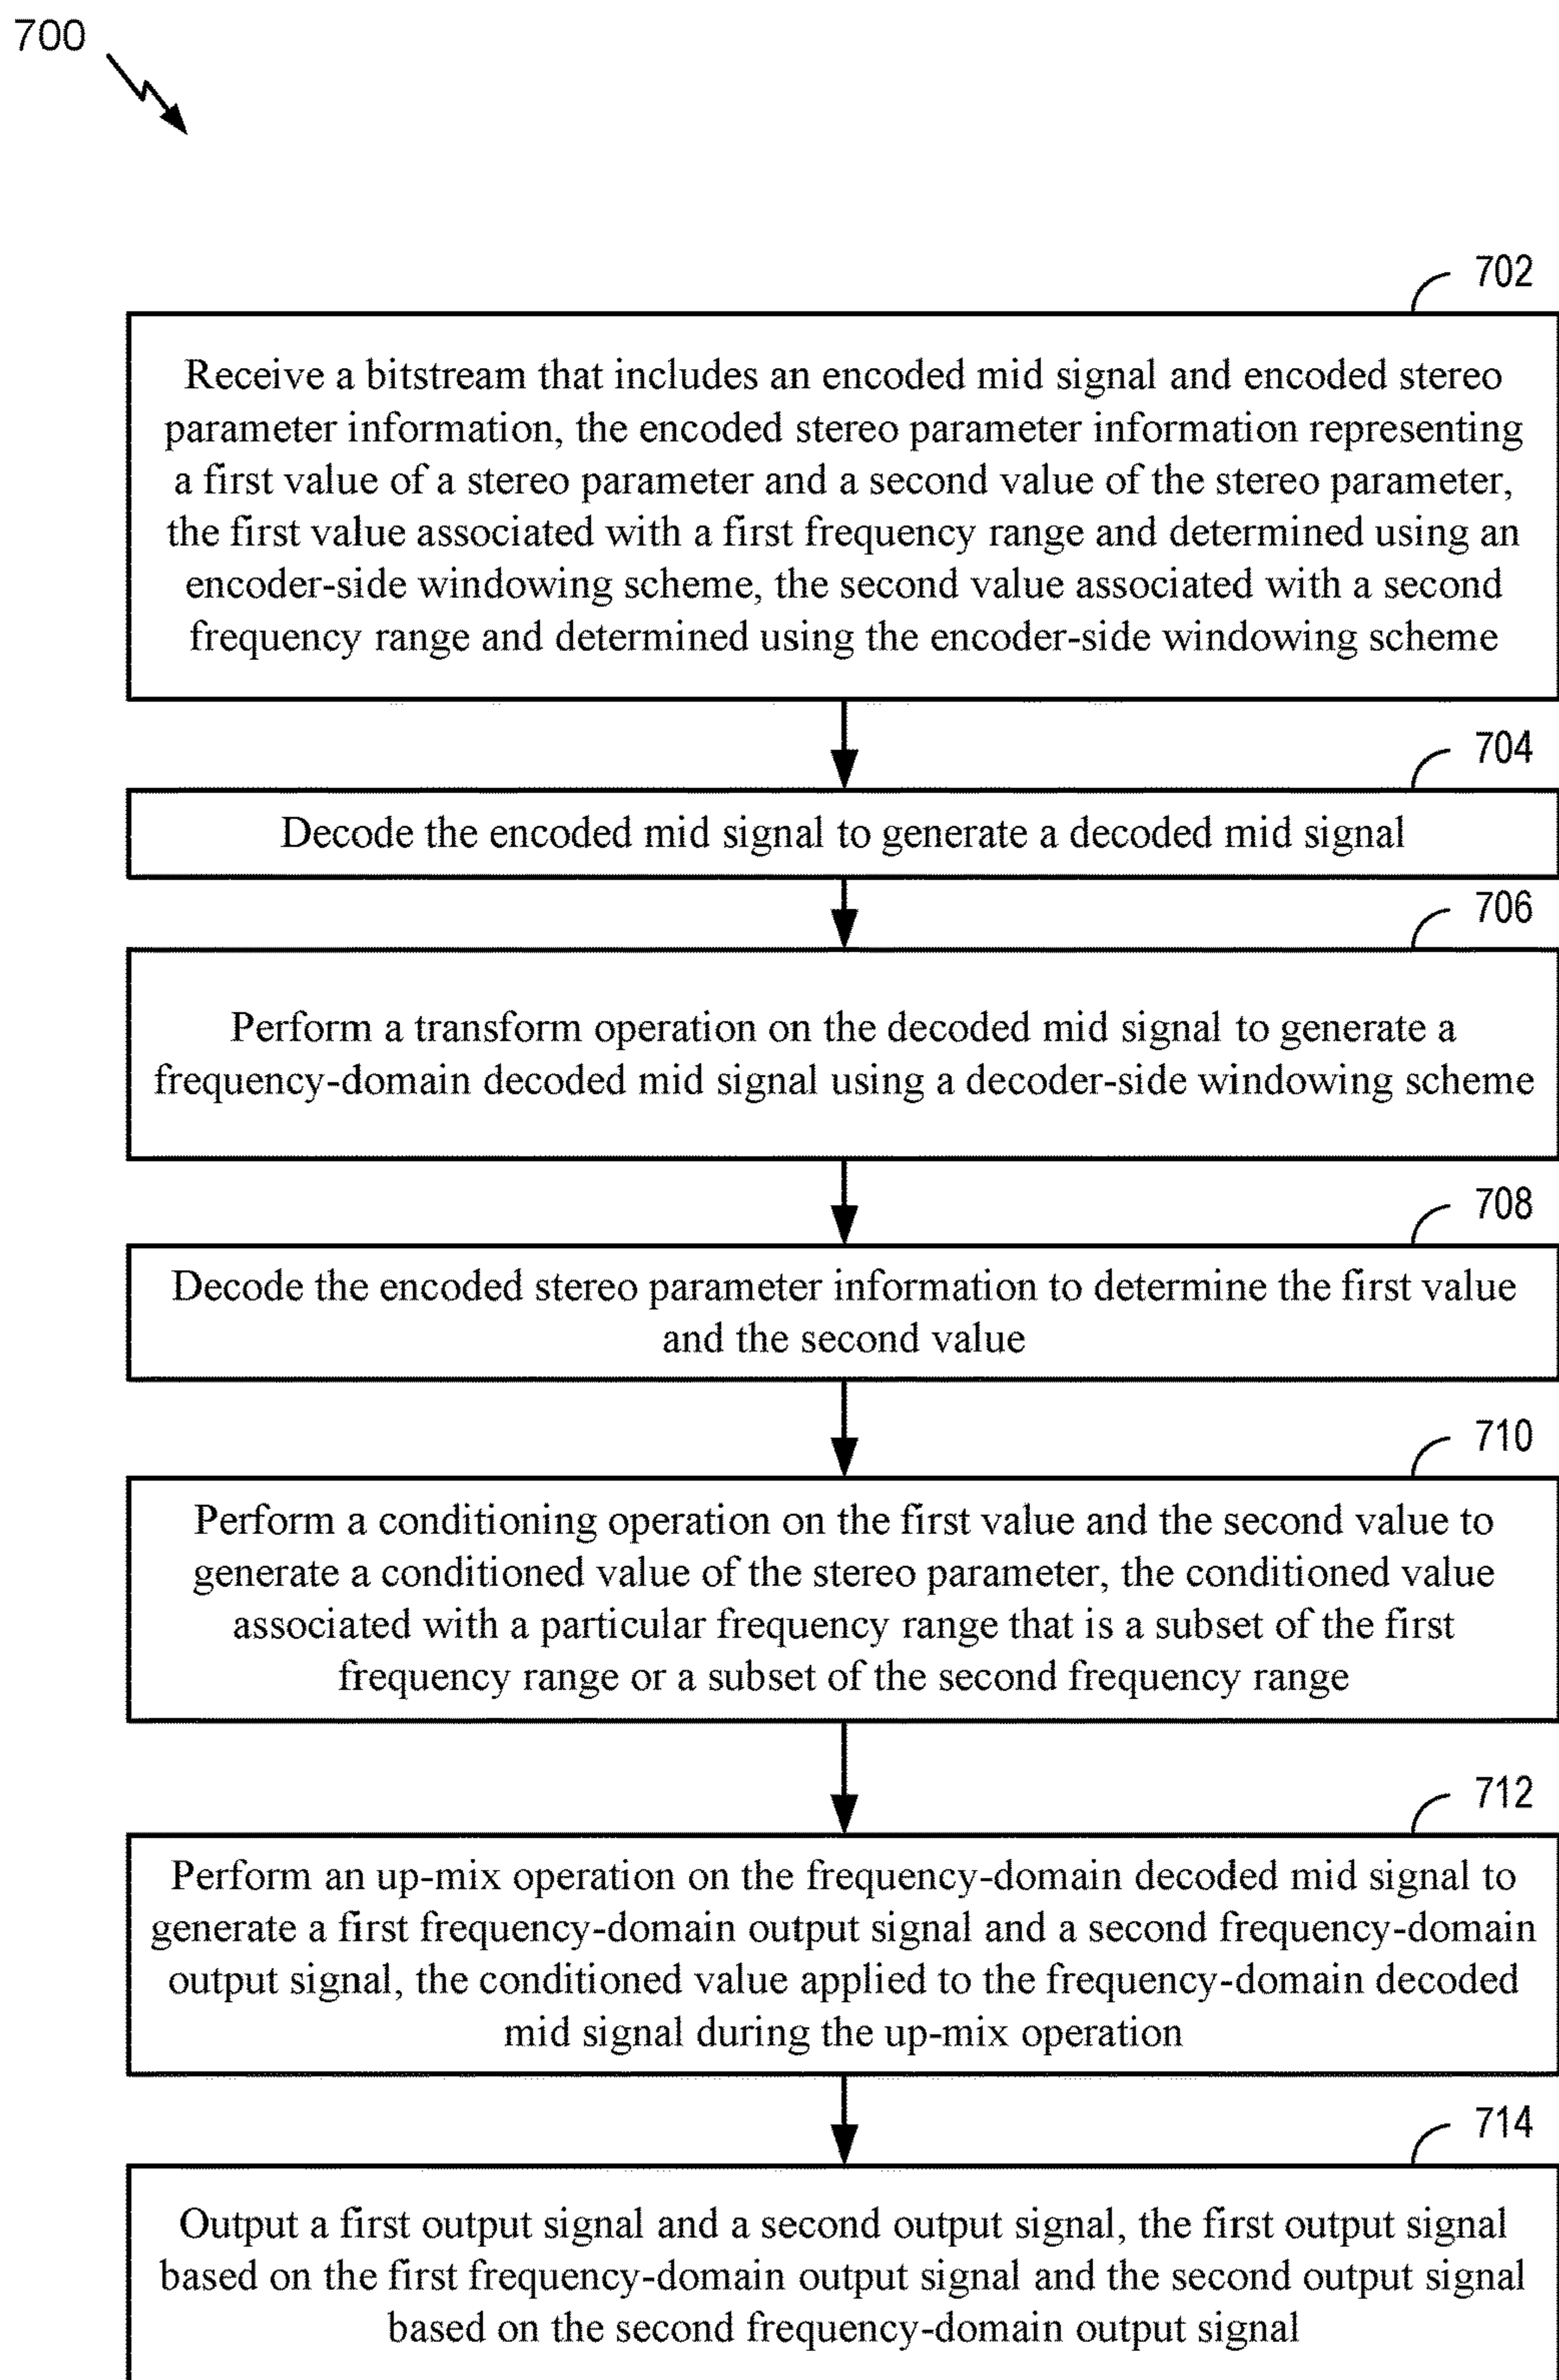 700
702
Receive a bitstream that includes an encoded mid signal and encoded stereo
parameter information, the encoded stereo parameter information representing
a first value of a stereo parameter and a second value of the stereo parameter,
the first value associated with a first frequency range and determined using an
encoder-side windowing scheme, the second value associated with a second
frequency range and determined using the encoder-side windowing scheme
704
Decode the encoded mid signal to generate a decoded mid signal
706
Perform a transform operation on the decoded mid signal to generate a
frequency-domain decoded mid signal using a decoder-side windowing scheme
708
Decode the encoded stereo parameter information to determine the first value
and the second value
710
Perform a conditioning operation on the first value and the second value to
generate a conditioned value of the stereo parameter, the conditioned value
associated with a particular frequency range that is a subset of the first
frequency range or a subset of the second frequency range
712
Perform an up-mix operation on the frequency-domain decoded mid signal to
generate a first frequency-domain output signal and a second frequency-domain
output signal, the conditioned value applied to the frequency-domain decoded
mid signal during the up-mix operation
714
Output a first output signal and a second output signal, the first output signal
based on the first frequency-domain output signal and the second output signal
based on the second frequency-domain output signal